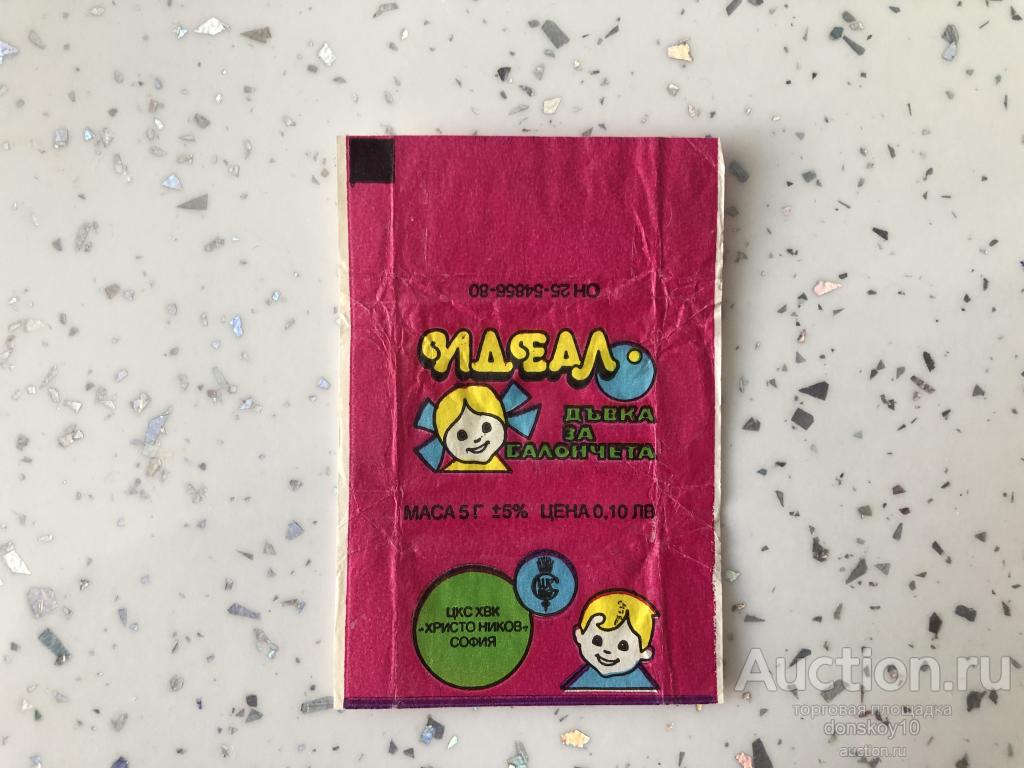 ОН 25-54856-80
ИДЕАЛ
ДЪВКА
ЗА
БАЛОНЧЕТА
МАСА 5 Г ±5% ЦЕНА 0,10 ЛВ
ЦКС ХВК
«ХРИСТО НИКОВ»
СОФИЯ
Auction.ru
торговая площадка
donskoy10
auction.ru